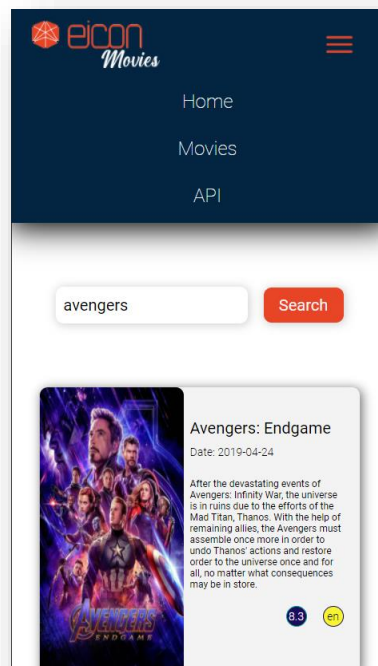 eicon
Movies
Home
Movies
API
avengers
Search
Avengers: Endgame
Date: 2019-04-24
After the devastating events of
Avengers: Infinity War, the universe
is in ruins due to the efforts of the
Mad Titan, Thanos. With the help of
remaining allies, the Avengers must
assemble once more in order to
undo Thanos' actions and restore
order to the universe once and for
all, no matter what consequences
may be in store.
8.3
en
AVENGERS
ENDGAME